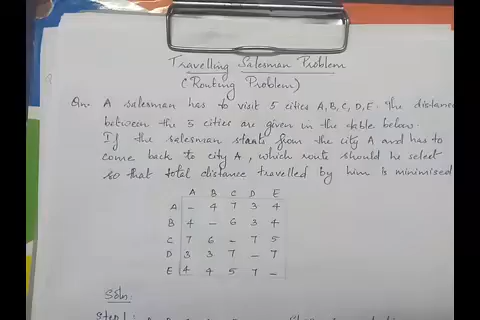 Travelling Salesman Problem
(Routing Problem)
Qn. A salesman has to visit 5 cities A, B, C, D, E. The distance
between the 5 cities are given in the table below.
If the salesman starts from the city A and has to
come back to city A, which route should he select
so that total distance travelled by him is minimised
A B C D E
A - 4 7 3 4
B 4 - 6 3 4
C 7 6 - 7 5
D 3 3 7 - 7
E 4 4 5 7 -
Soln:
Step 1: